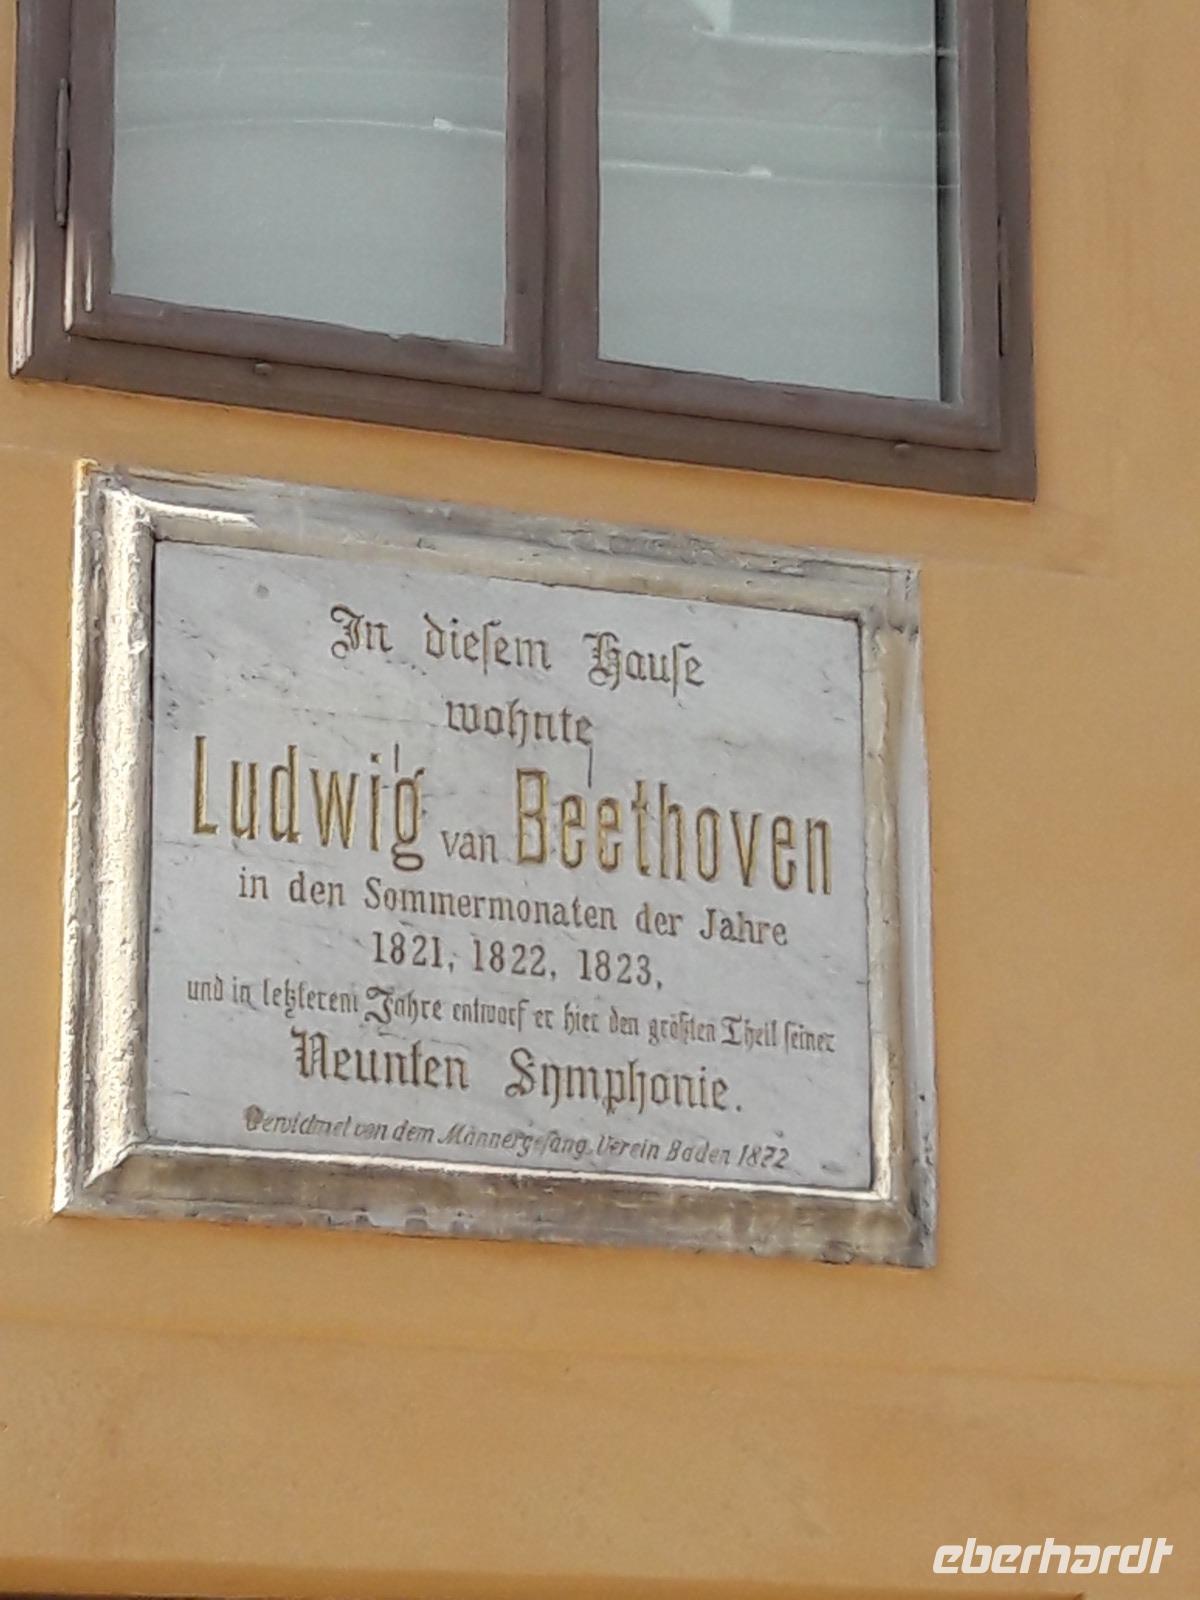 In dieſem Hauſe
wohnte
Ludwig van Beethoven
in den Sommermonaten der Jahre
1821, 1822, 1823,
und in letzterem Jahre entwarf er hier den größten Theil ſeiner
Neunten Symphonie.
Gewidmet von dem Männergeſang Verein Baden 1872
eberhardt